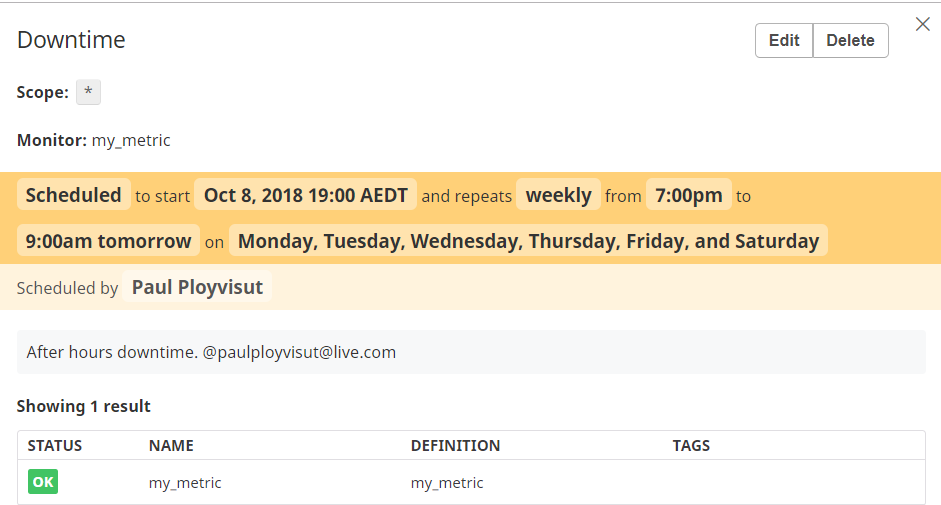 Downtime
Edit Delete
Scope: *
Monitor: my_metric
Scheduled to start Oct 8, 2018 19:00 AEDT and repeats weekly from 7:00pm to
9:00am tomorrow on Monday, Tuesday, Wednesday, Thursday, Friday, and Saturday
Scheduled by Paul Ployvisut
After hours downtime. @paulployvisut@live.com
Showing 1 result
STATUS NAME DEFINITION TAGS
OK my_metric my_metric